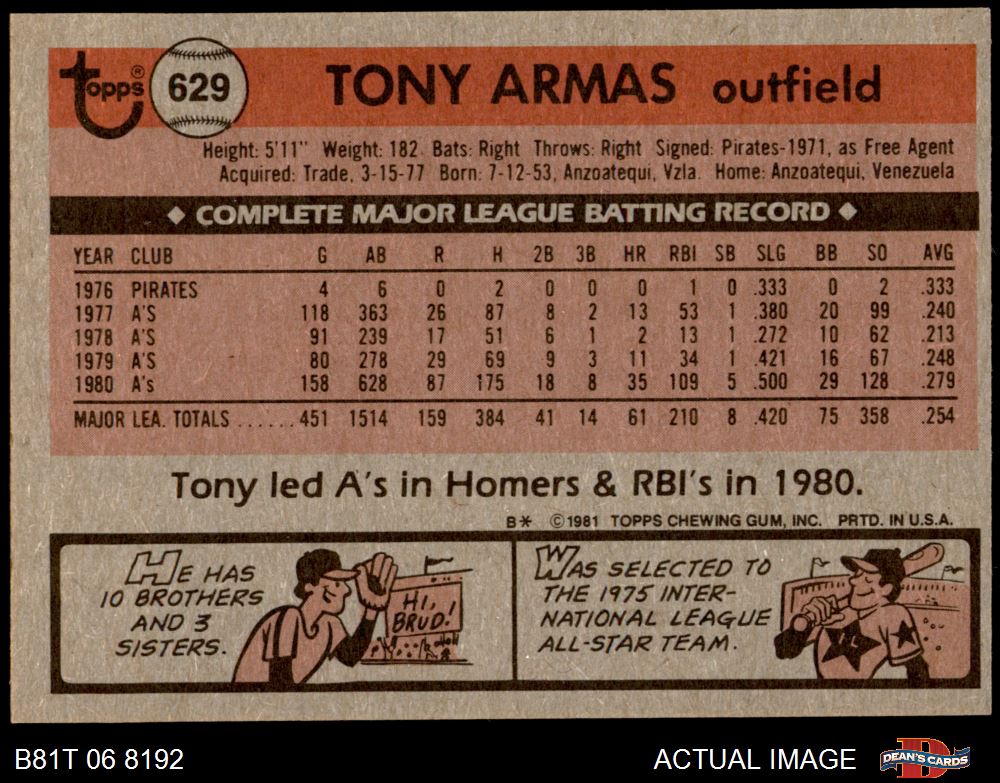 Topps® 629 TONY ARMAS outfield
Height: 5'11" Weight: 182 Bats: Right Throws: Right Signed: Pirates-1971, as Free Agent
Acquired: Trade, 3-15-77 Born: 7-12-53, Anzoatequi, Vzla. Home: Anzoatequi, Venezuela
◆ COMPLETE MAJOR LEAGUE BATTING RECORD ◆
YEAR CLUB G AB R H 2B 3B HR RBI SB SLG BB SO AVG
1976 PIRATES 4 6 0 2 0 0 0 1 0 .333 0 2 .333
1977 A'S 118 363 26 87 8 2 13 53 1 .380 20 99 .240
1978 A'S 91 239 17 51 6 1 2 13 1 .272 10 62 .213
1979 A'S 80 278 29 69 9 3 11 34 1 .421 16 67 .248
1980 A's 158 628 87 175 18 8 35 109 5 .500 29 128 .279
MAJOR LEA. TOTALS ...... 451 1514 159 384 41 14 61 210 8 .420 75 358 .254
Tony led A's in Homers & RBI's in 1980.
B* ©1981 TOPPS CHEWING GUM, INC. PRTD. IN U.S.A.
HE HAS
10 BROTHERS
AND 3
SISTERS.
HI,
BRUD!
WAS SELECTED TO
THE 1975 INTER-
NATIONAL LEAGUE
ALL-STAR TEAM.
B81T 06 8192 ACTUAL IMAGE D DEAN'S CARDS